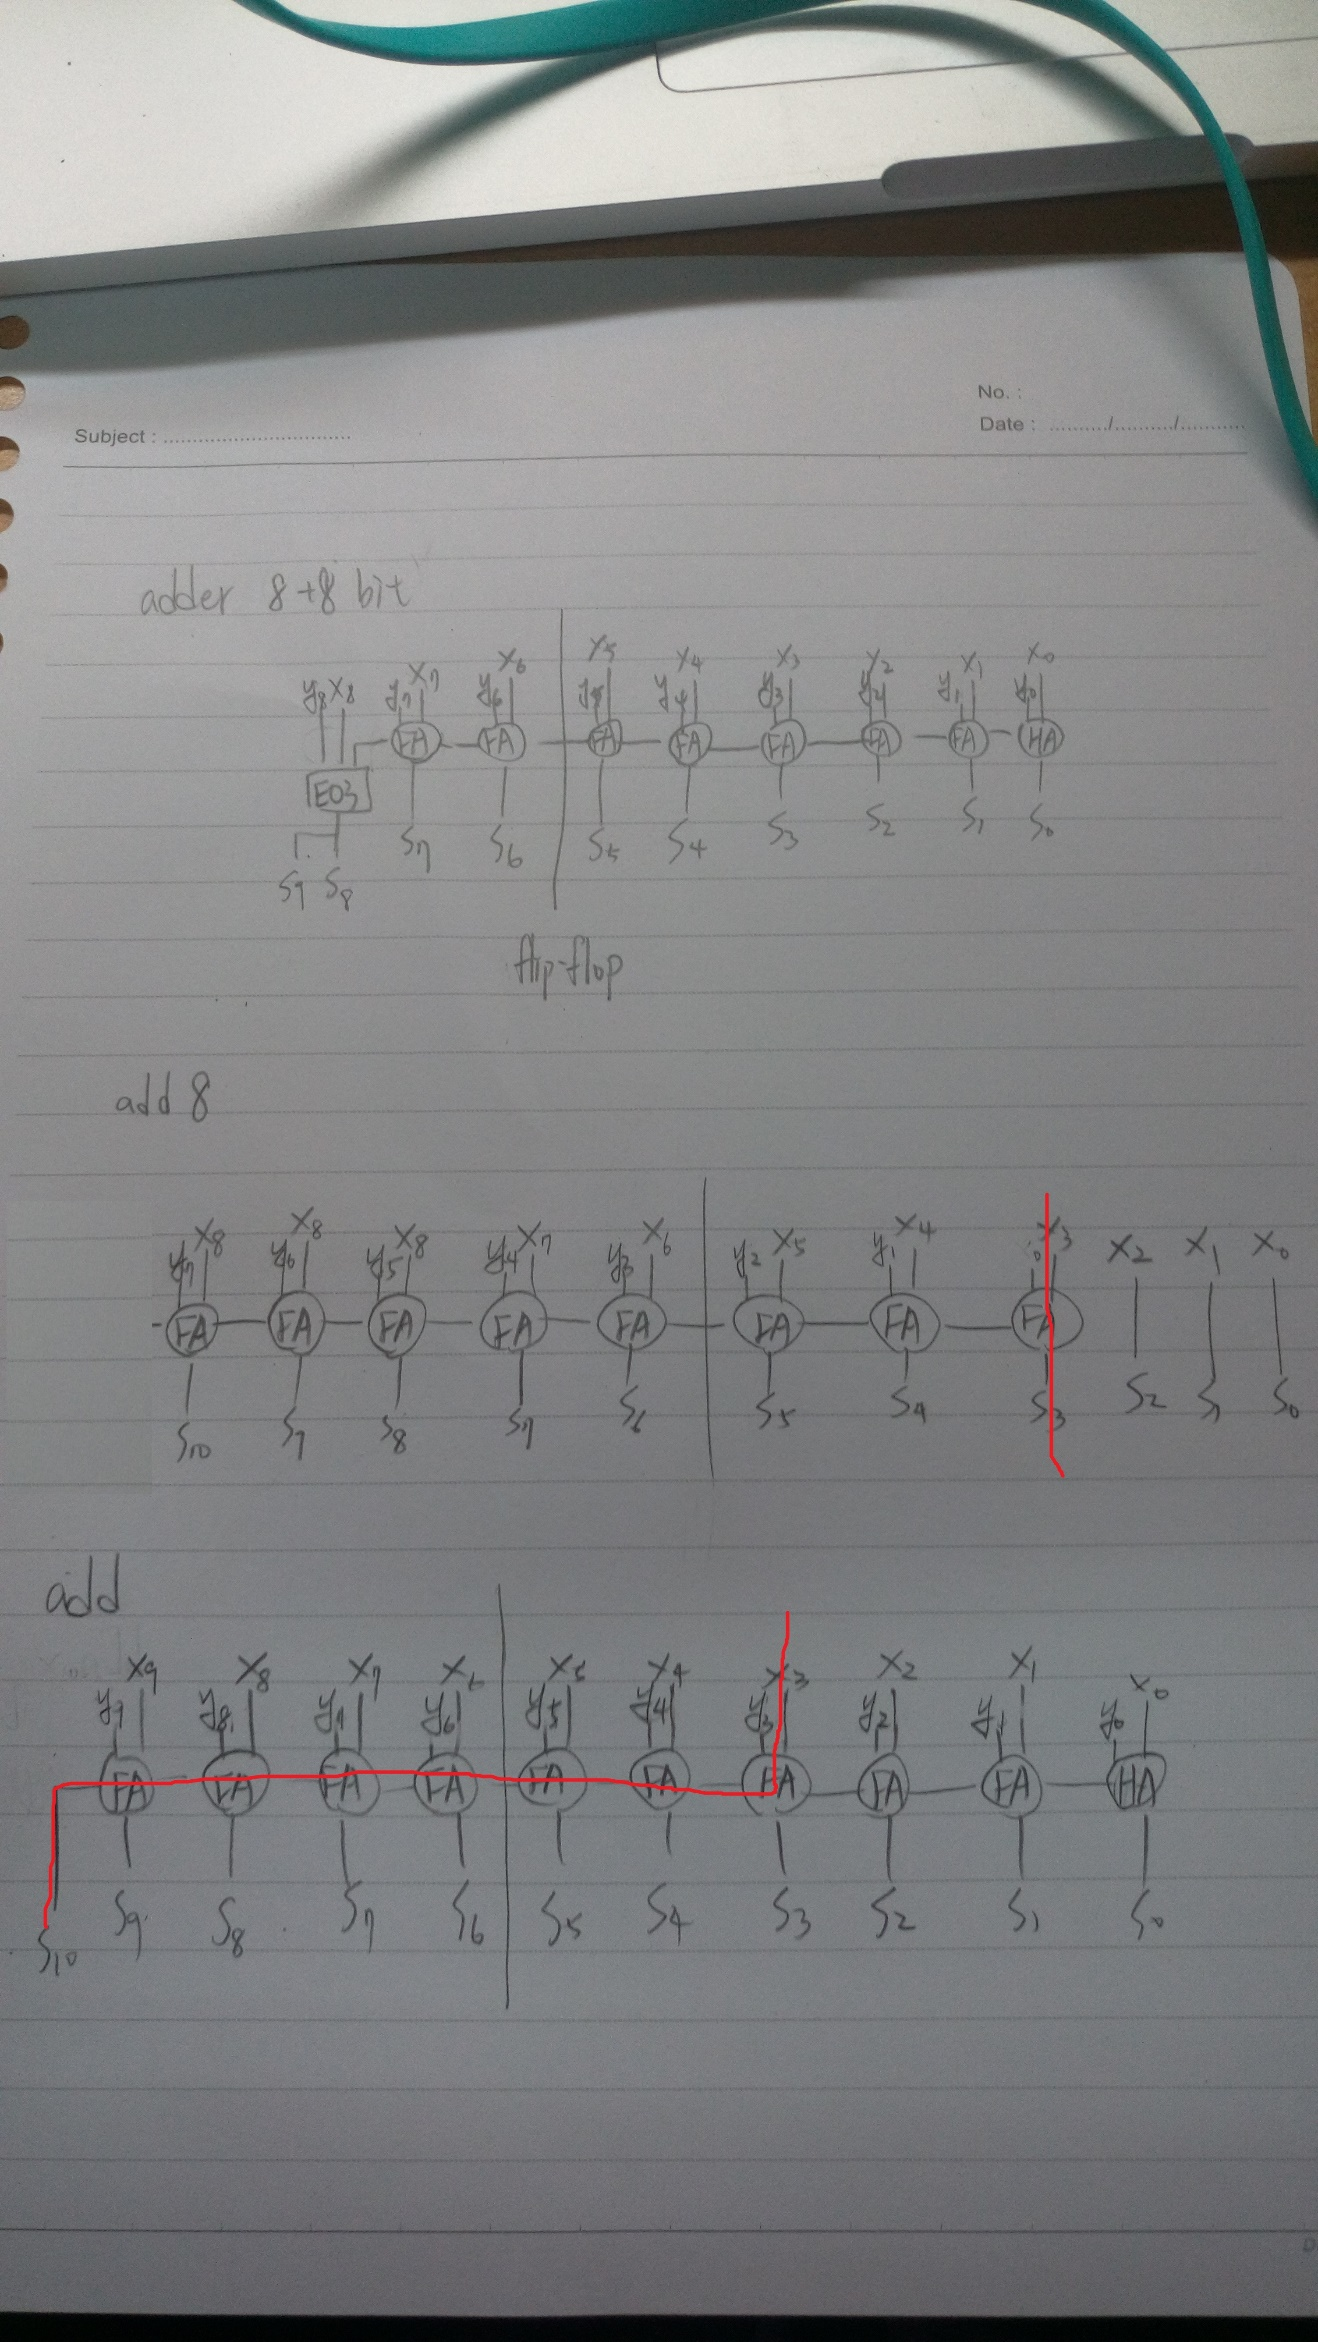 No. :
Subject : ................................
Date : ........../........../..........
adder 8+8 bit
y8 x8 y7 x7 y6 x6 x5 y4 x4 y3 x3 x2 y1 x1 y0 x0
FA FA FA FA FA FA FA HA
EO3
S7 S6 S5 S4 S3 S2 S1 S0
S9 S8
flip-flop
add 8
x8 y6 x8 y5 x8 y4 x7 y3 x6 y2 x5 y1 x4 x3 x2 x1 x0
FA FA FA FA FA FA FA FA
S10 S9 S8 S7 S6 S5 S4 S3 S2 S1 S0
add
y9 x9 y8 x8 y7 x7 y6 x6 y5 x5 y4 x4 y3 x3 y2 x2 y1 x1 y0 x0
FA FA FA FA FA FA FA FA FA HA
S10 S9 S8 S7 S6 S5 S4 S3 S2 S1 S0